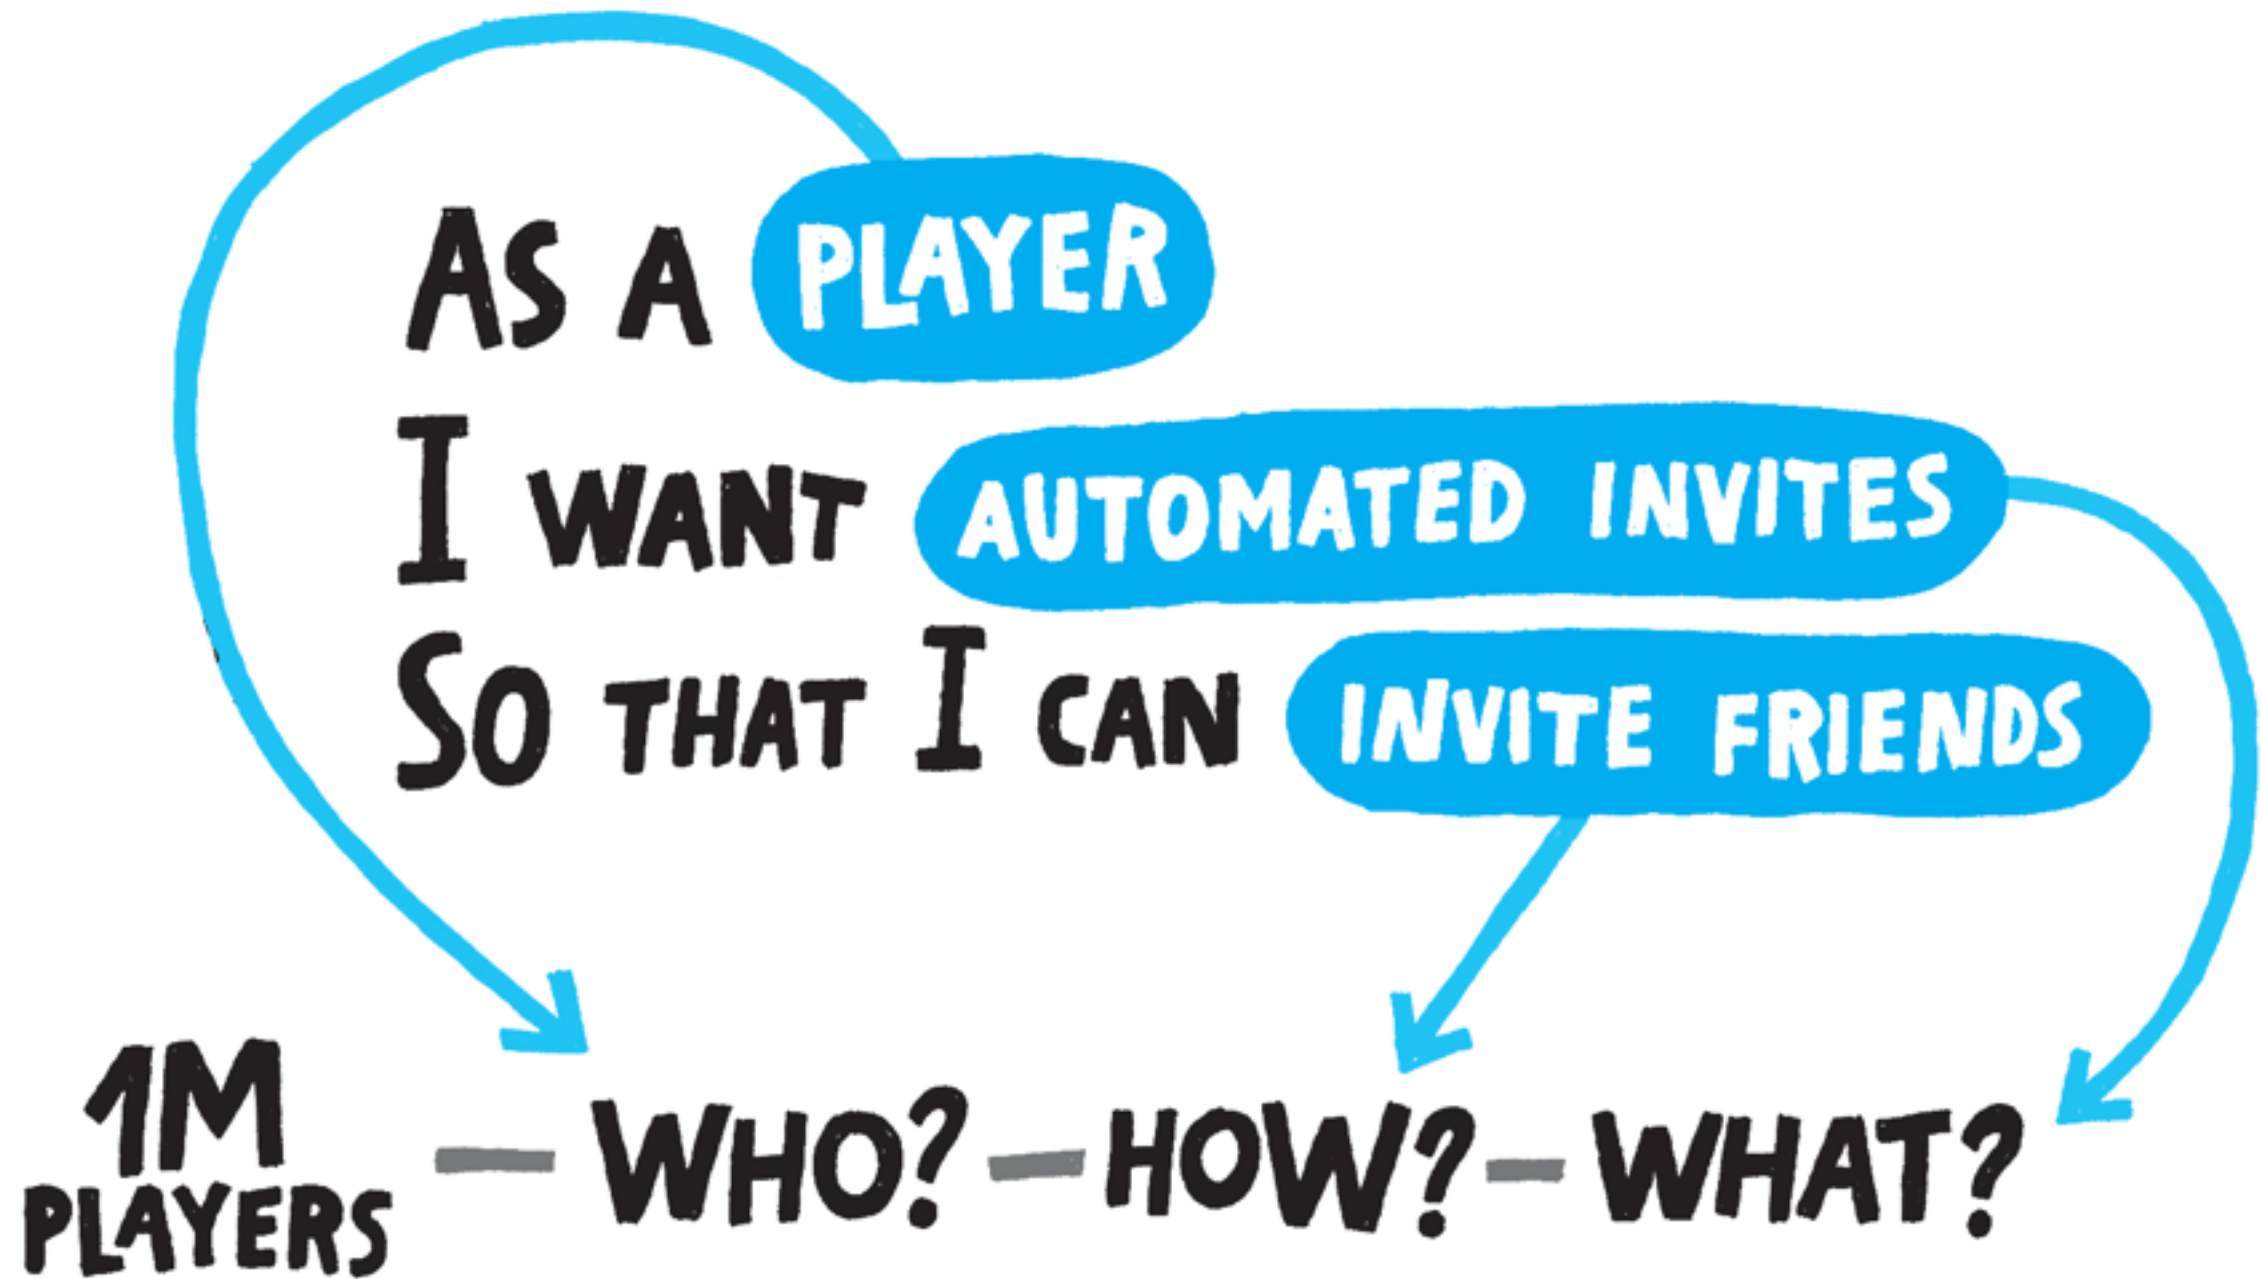 AS A PLAYER
I WANT AUTOMATED INVITES
SO THAT I CAN INVITE FRIENDS
1M
PLAYERS
— WHO? — HOW? — WHAT?